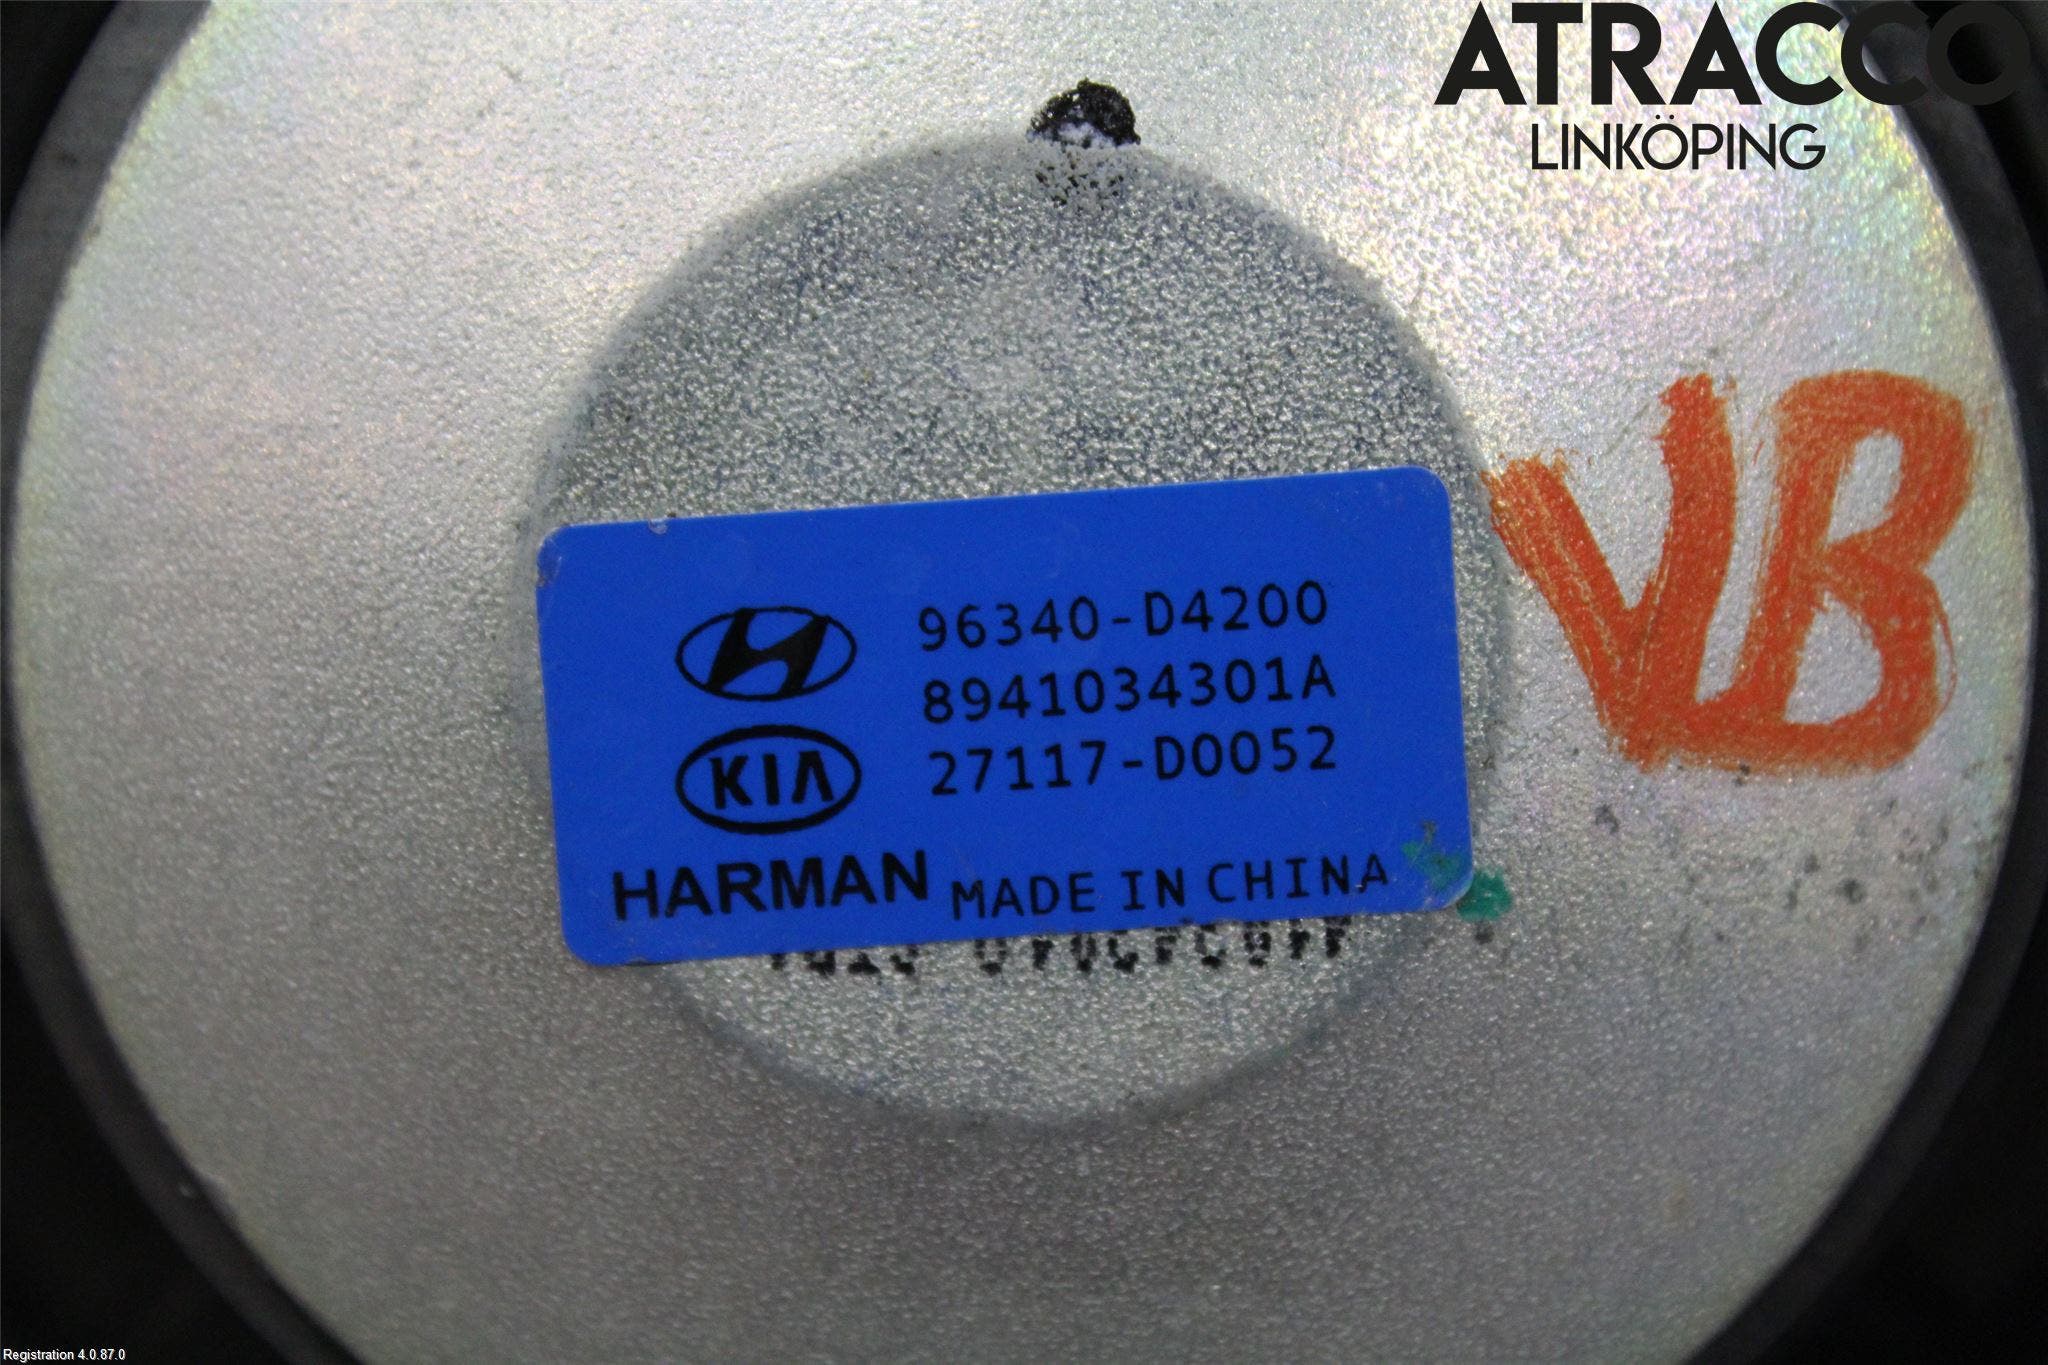 ATRACCO
LINKÖPING
VB
96340-D4200
8941034301A
KIA
27117-D0052
HARMAN MADE IN CHINA
Registration 4.0.87.0